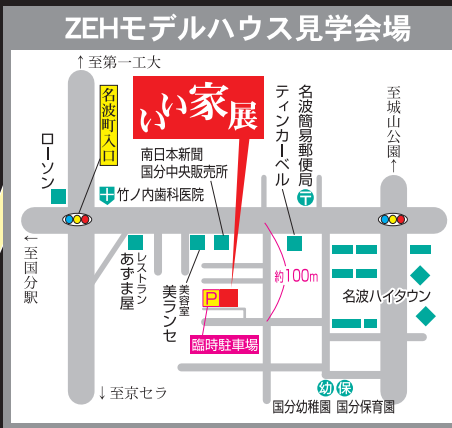 ZEHモデルハウス見学会場
↑至第一工大
名波町入口
いい家展
ローソン
南日本新聞
国分中央販売所
竹ノ内歯科医院
ティンカーベル
名波簡易郵便局
〒
至城山公園→
←至国分駅
レストラン
あずま屋
美容室
美ランセ
P
臨時駐車場
約100m
名波ハイタウン
↓至京セラ
幼 保
国分幼稚園 国分保育園